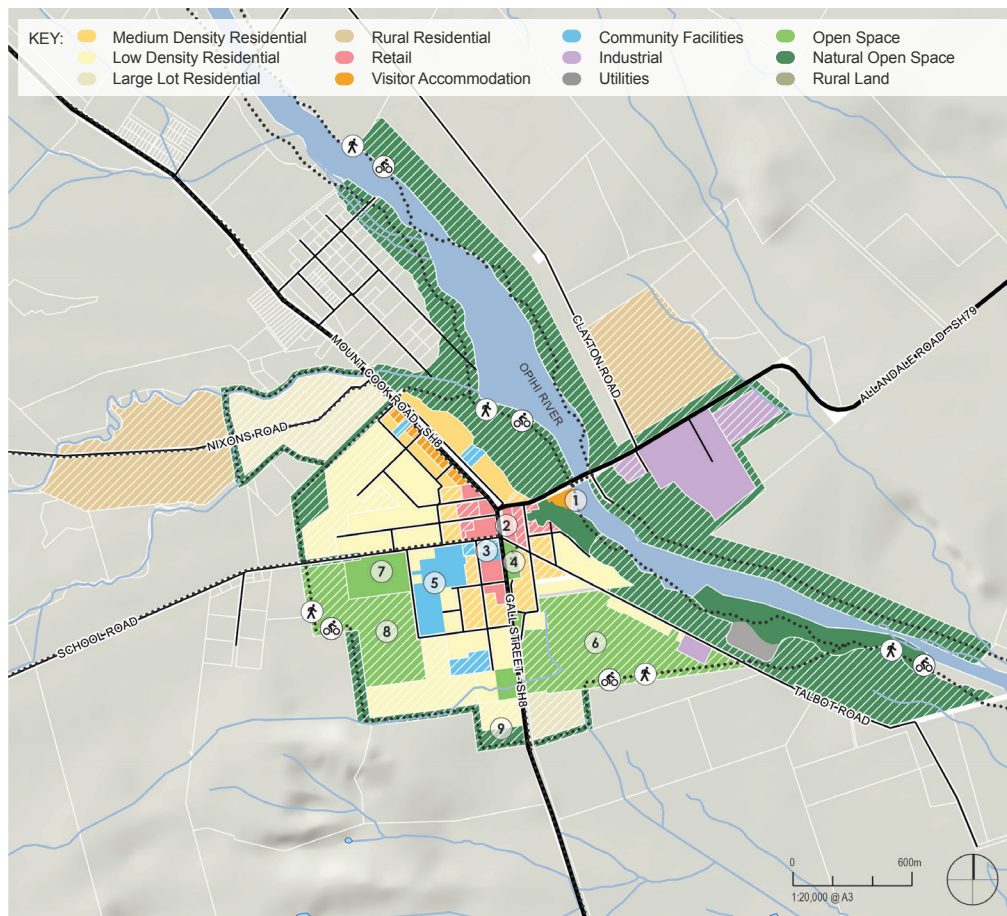 KEY:
Medium Density Residential
Low Density Residential
Large Lot Residential
Rural Residential
Retail
Visitor Accommodation
Community Facilities
Industrial
Utilities
Open Space
Natural Open Space
Rural Land
CLAYTON ROAD
ALLANDALE ROAD -SH79
MOUNT COOK ROAD -SH8
OPIHI RIVER
NIXONS ROAD
1
2
3
4
5
7
8
6
SCHOOL ROAD
GALL STREET -SH8
TALBOT ROAD
9
0
600m
1:20,000 @ A3